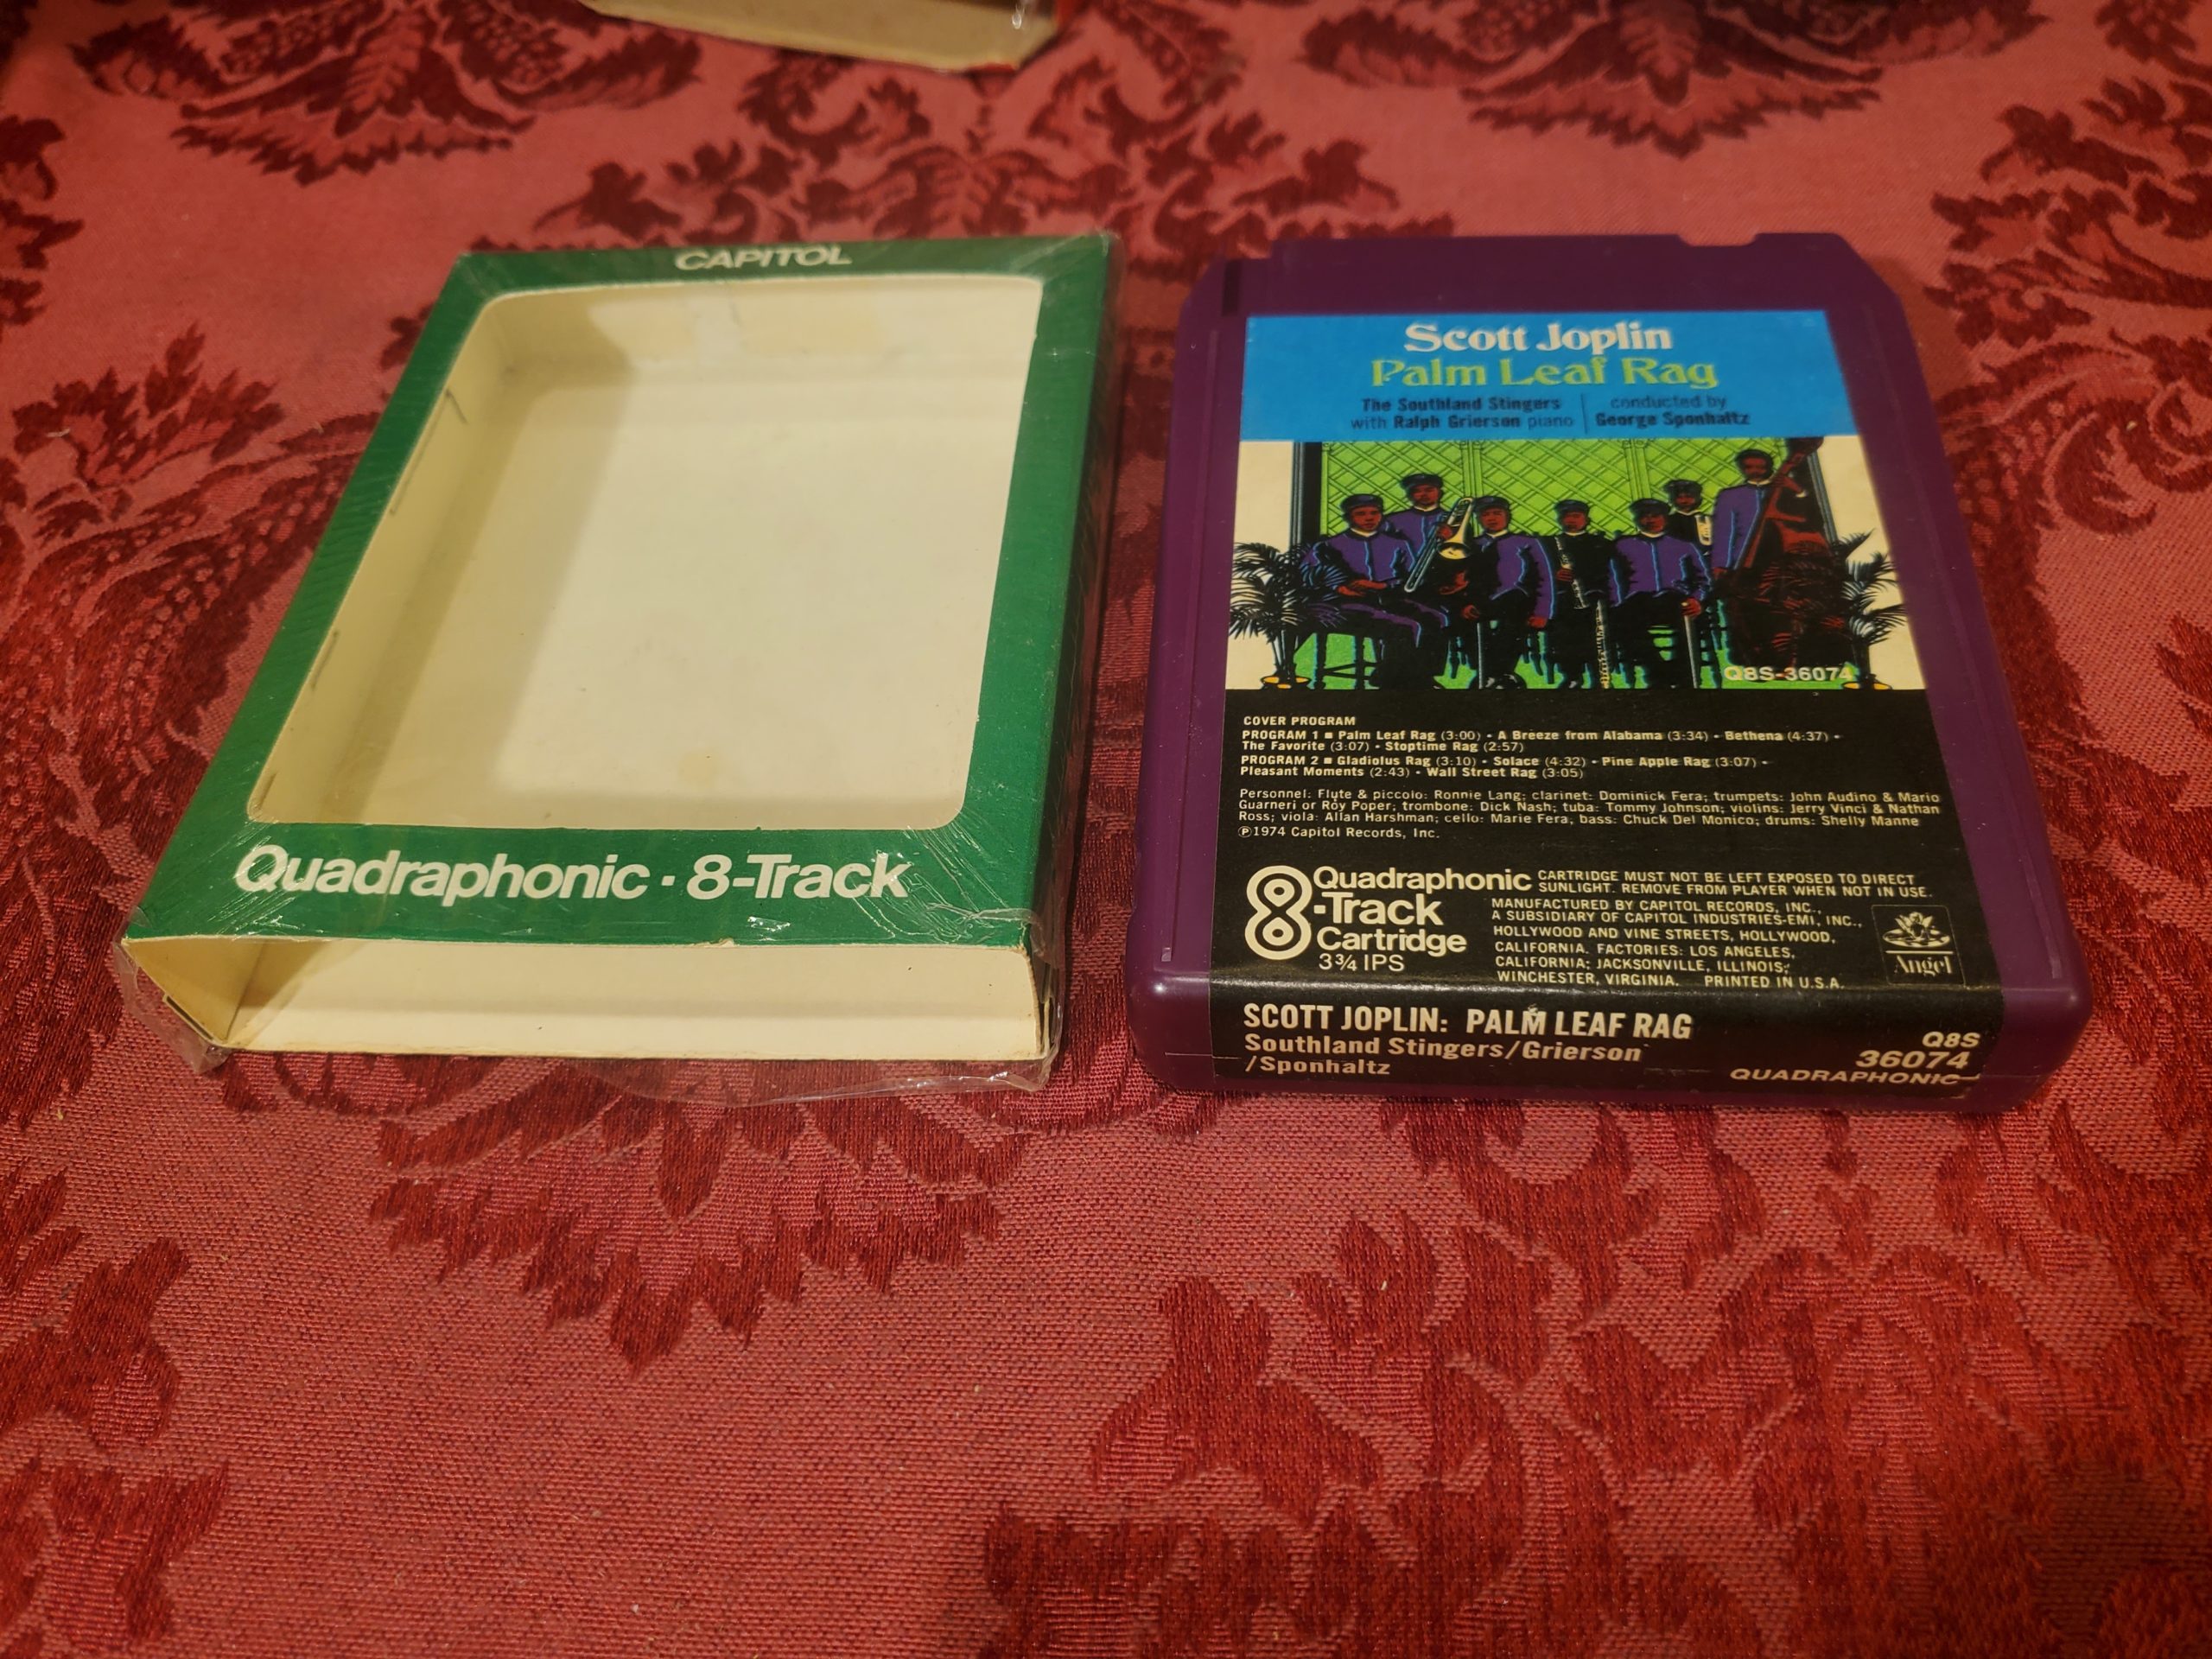 CAPITOL
Quadraphonic · 8-Track
Scott Joplin
Palm Leaf Rag
The Southland Stingers
with Ralph Grierson piano
conducted by
George Sponhaltz
Q8S-36074
COVER PROGRAM
PROGRAM 1 ■ Palm Leaf Rag (3:00) • A Breeze from Alabama (3:34) • Bethena (4:37) •
The Favorite (3:07) • Stoptime Rag (2:57)
PROGRAM 2 ■ Gladiolus Rag (3:10) • Solace (4:32) • Pine Apple Rag (3:07) •
Pleasant Moments (2:43) • Wall Street Rag (3:05)
Personnel: Flute & piccolo: Ronnie Lang; clarinet: Dominick Fera; trumpets: John Audino & Mario
Guarneri or Roy Poper; trombone: Dick Nash; tuba: Tommy Johnson; violins: Jerry Vinci & Nathan
Ross; viola: Allan Harshman; cello: Marie Fera, bass: Chuck Del Monico; drums: Shelly Manne
℗1974 Capitol Records, Inc.
8 Quadraphonic
-Track
Cartridge
3¾ IPS
CARTRIDGE MUST NOT BE LEFT EXPOSED TO DIRECT
SUNLIGHT. REMOVE FROM PLAYER WHEN NOT IN USE.
MANUFACTURED BY CAPITOL RECORDS, INC.,
A SUBSIDIARY OF CAPITOL INDUSTRIES-EMI, INC.,
HOLLYWOOD AND VINE STREETS, HOLLYWOOD,
CALIFORNIA. FACTORIES: LOS ANGELES,
CALIFORNIA; JACKSONVILLE, ILLINOIS;
WINCHESTER, VIRGINIA. PRINTED IN U.S.A.
Angel
SCOTT JOPLIN: PALM LEAF RAG
Southland Stingers/Grierson
/Sponhaltz
Q8S
36074
QUADRAPHONIC